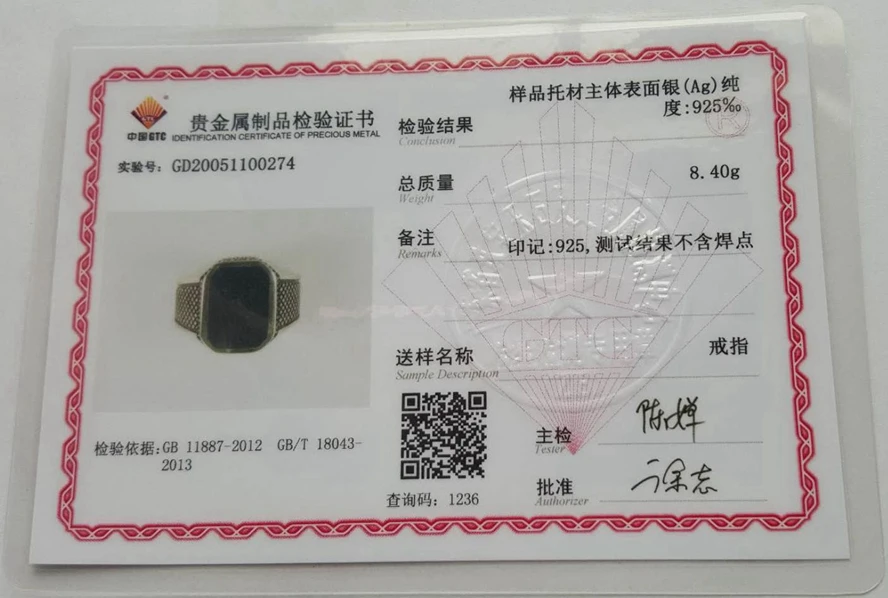 中国GTC
贵金属制品检验证书
IDENTIFICATION CERTIFICATE OF PRECIOUS METAL
实验号: GD20051100274
检验结果
Conclusion
样品托材主体表面银(Ag)纯
度:925‰
总质量
Weight
8.40g
备注
Remarks
印记:925,测试结果不含焊点
送样名称
Sample Description
戒指
检验依据:GB 11887-2012 GB/T 18043-
2013
查询码: 1236
主检
Tester
批准
Authorizer
GTC